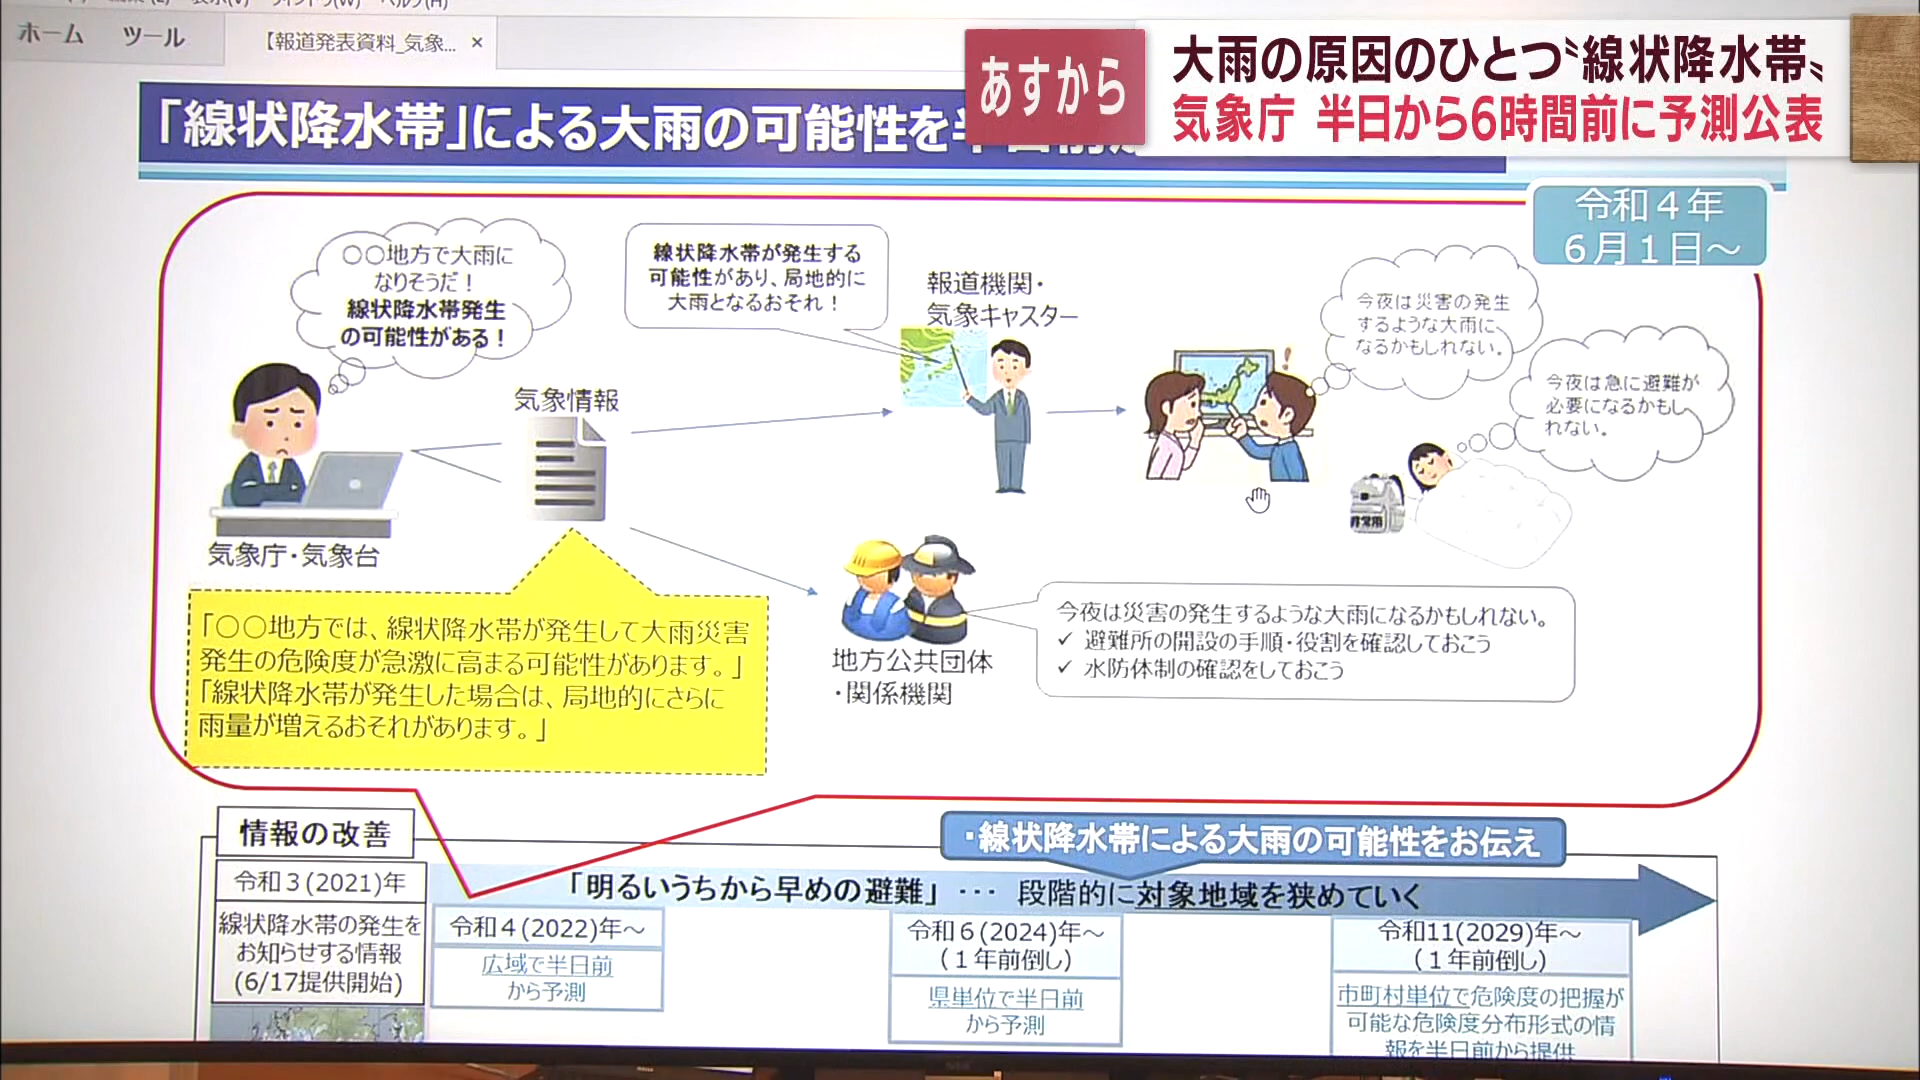 ホーム ツール
【報道発表資料_気象... ×
あすから
大雨の原因のひとつ〝線状降水帯〟
気象庁 半日から6時間前に予測公表
「線状降水帯」による大雨の可能性を半日前
令和4年
6月1日～
〇〇地方で大雨に
なりそうだ！
線状降水帯発生
の可能性がある！
線状降水帯が発生する
可能性があり、局地的に
大雨となるおそれ！
報道機関・
気象キャスター
今夜は災害の発生
するような大雨に
なるかもしれない。
今夜は急に避難が
必要になるかもし
れない。
気象情報
非常用
気象庁・気象台
「〇〇地方では、線状降水帯が発生して大雨災害
発生の危険度が急激に高まる可能性があります。」
「線状降水帯が発生した場合は、局地的にさらに
雨量が増えるおそれがあります。」
地方公共団体
・関係機関
今夜は災害の発生するような大雨になるかもしれない。
✓ 避難所の開設の手順・役割を確認しておこう
✓ 水防体制の確認をしておこう
情報の改善
・線状降水帯による大雨の可能性をお伝え
「明るいうちから早めの避難」 ・・・ 段階的に対象地域を狭めていく
令和3(2021)年
線状降水帯の発生を
お知らせする情報
(6/17提供開始)
令和4(2022)年～
広域で半日前
から予測
令和6(2024)年～
(1年前倒し)
県単位で半日前
から予測
令和11(2029)年～
(1年前倒し)
市町村単位で危険度の把握が
可能な危険度分布形式の情
報を半日前から提供